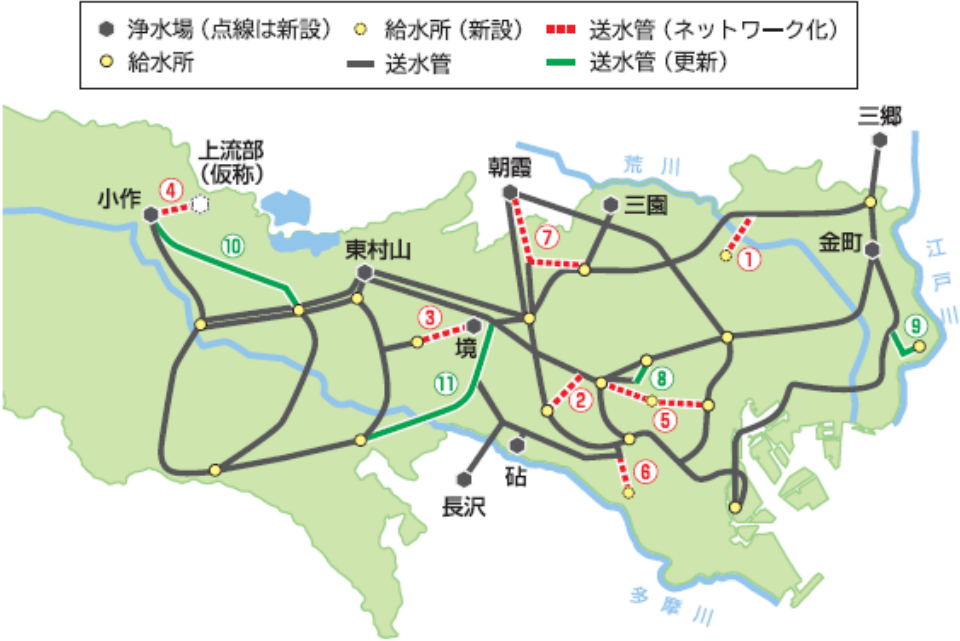 浄水場（点線は新設）
給水所（新設）
送水管（ネットワーク化）
給水所
送水管
送水管（更新）
三郷
上流部
（仮称）
朝霞
荒川
小作
④
三園
⑦
①
金町
江戸川
⑩
東村山
③
境
⑨
⑪
②
⑧
⑤
⑥
砧
長沢
多摩川